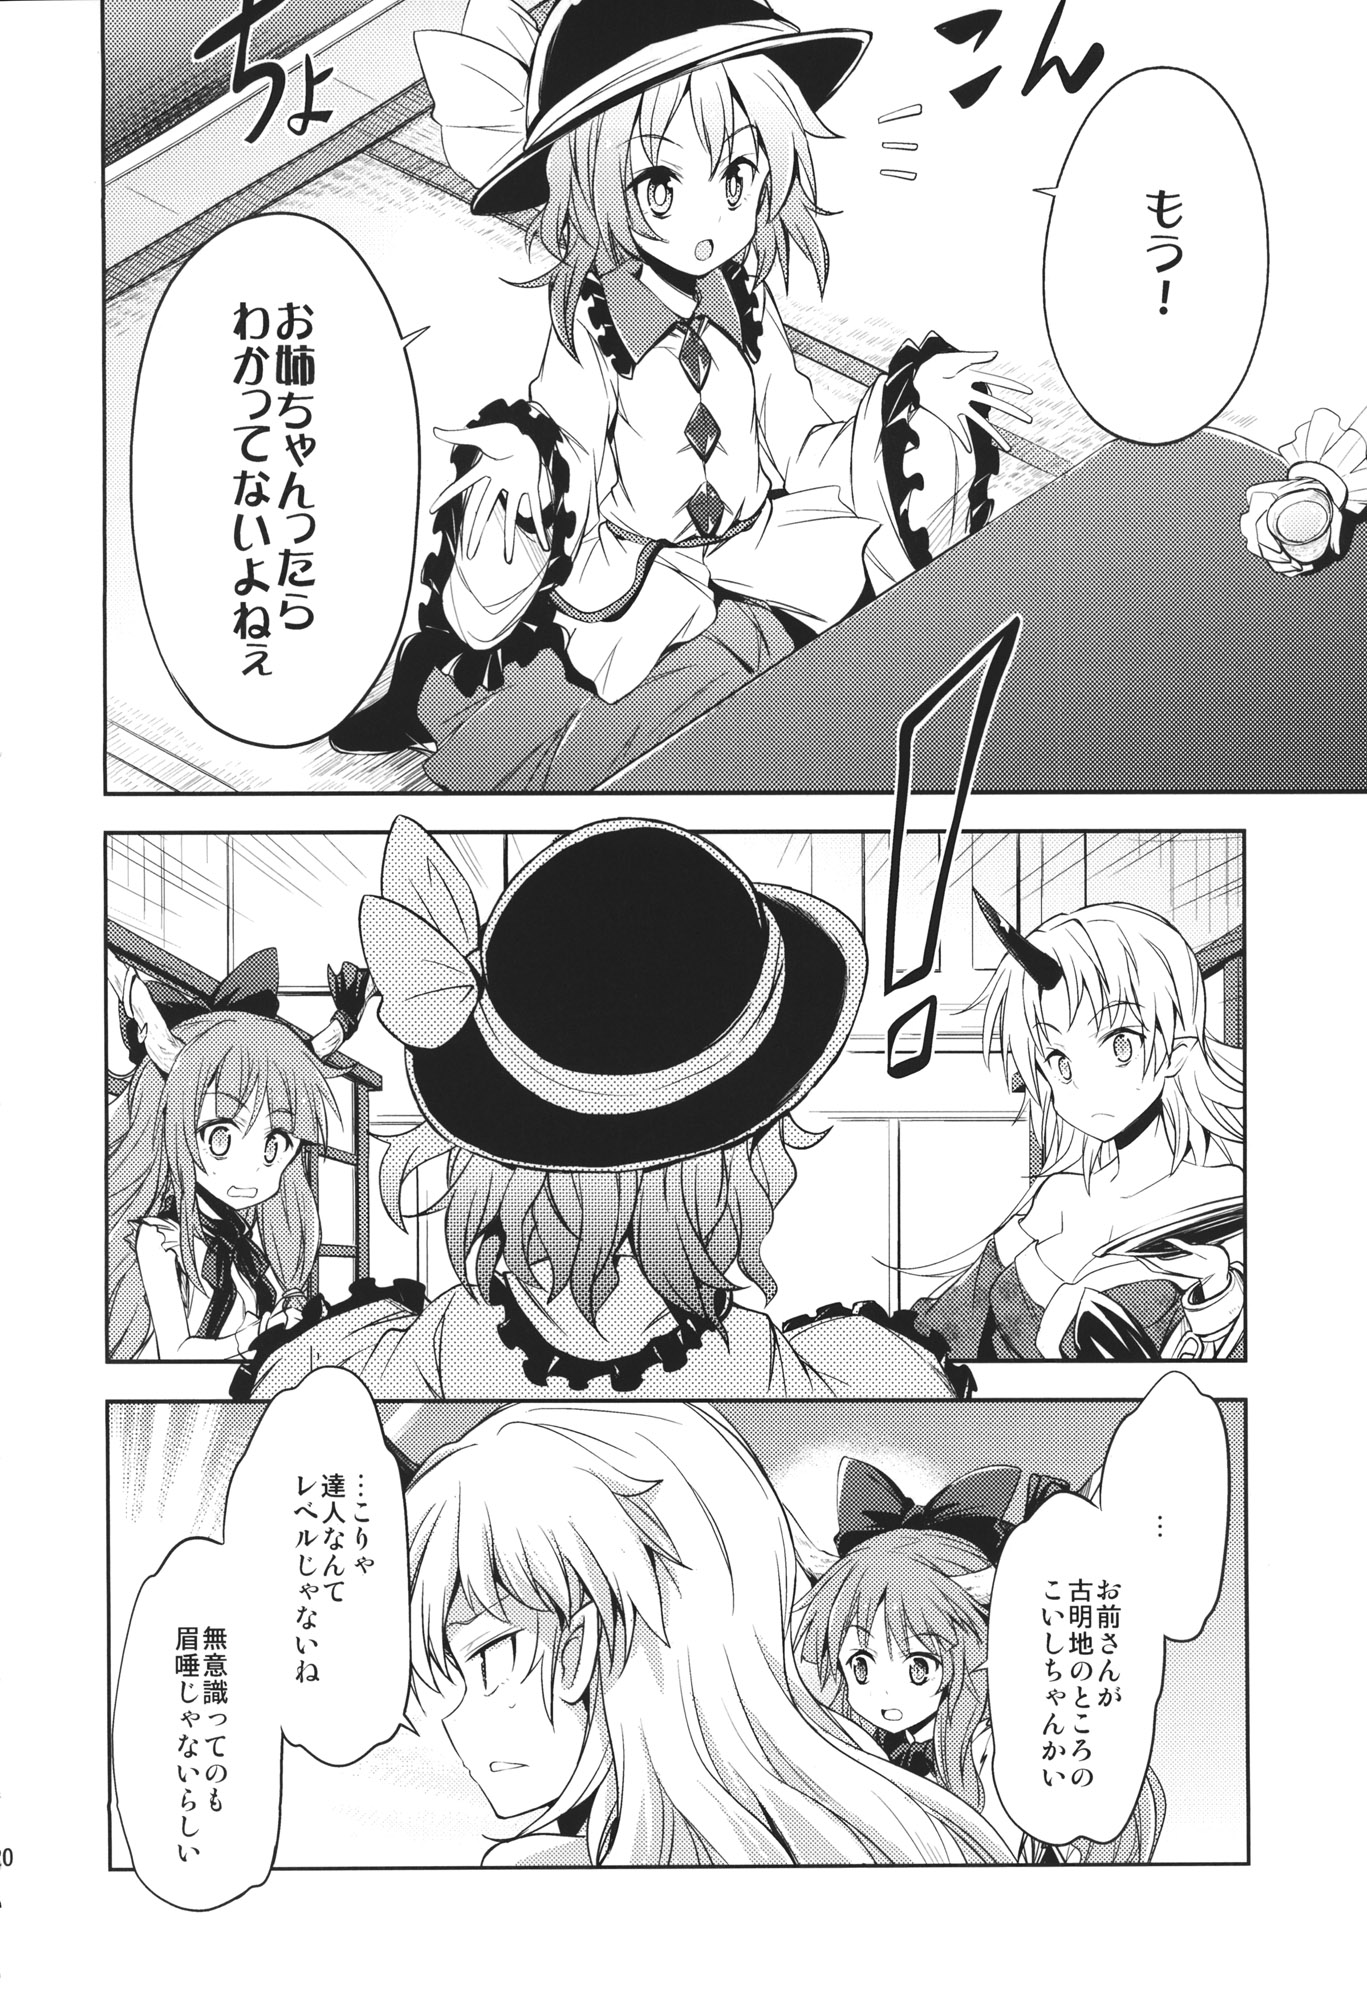 ちょ
こん
もう！
お姉ちゃんったら
わかってないよねぇ
！
…
お前さんが
古明地のところの
こいしちゃんかい
…こりゃ
達人なんて
レベルじゃないね
無意識ってのも
眉唾じゃないらしい
20